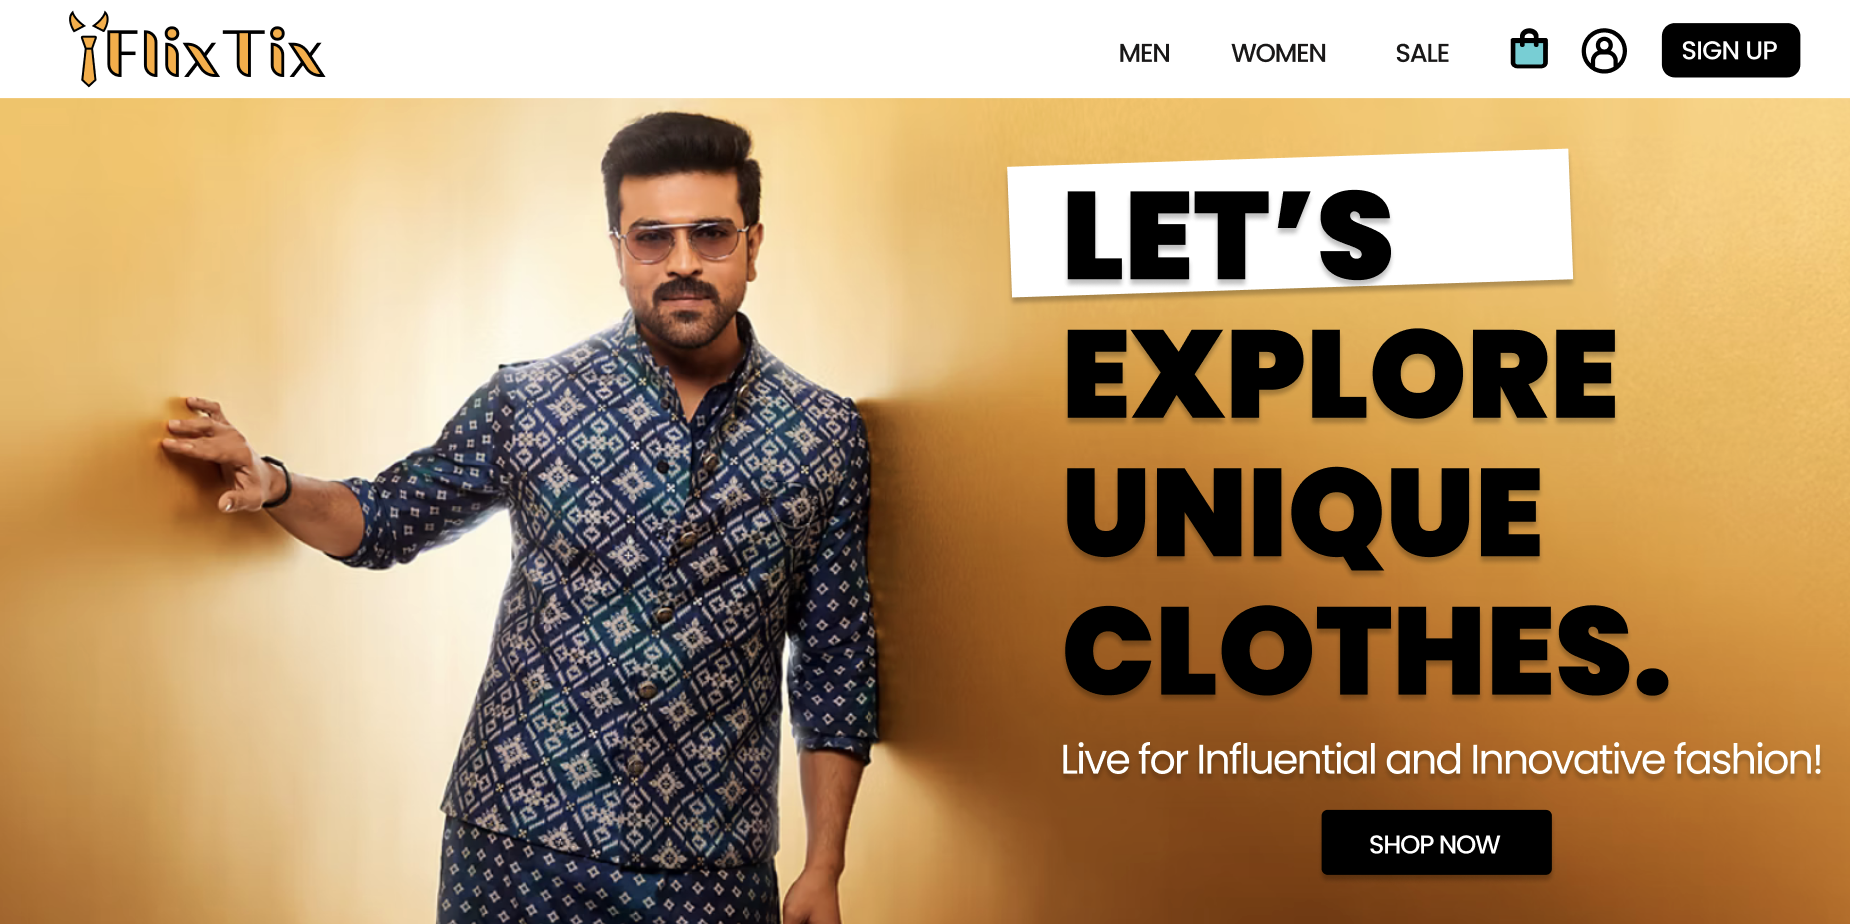 FlixTix
MEN WOMEN SALE SIGN UP
LET’S
EXPLORE
UNIQUE
CLOTHES.
Live for Influential and Innovative fashion!
SHOP NOW